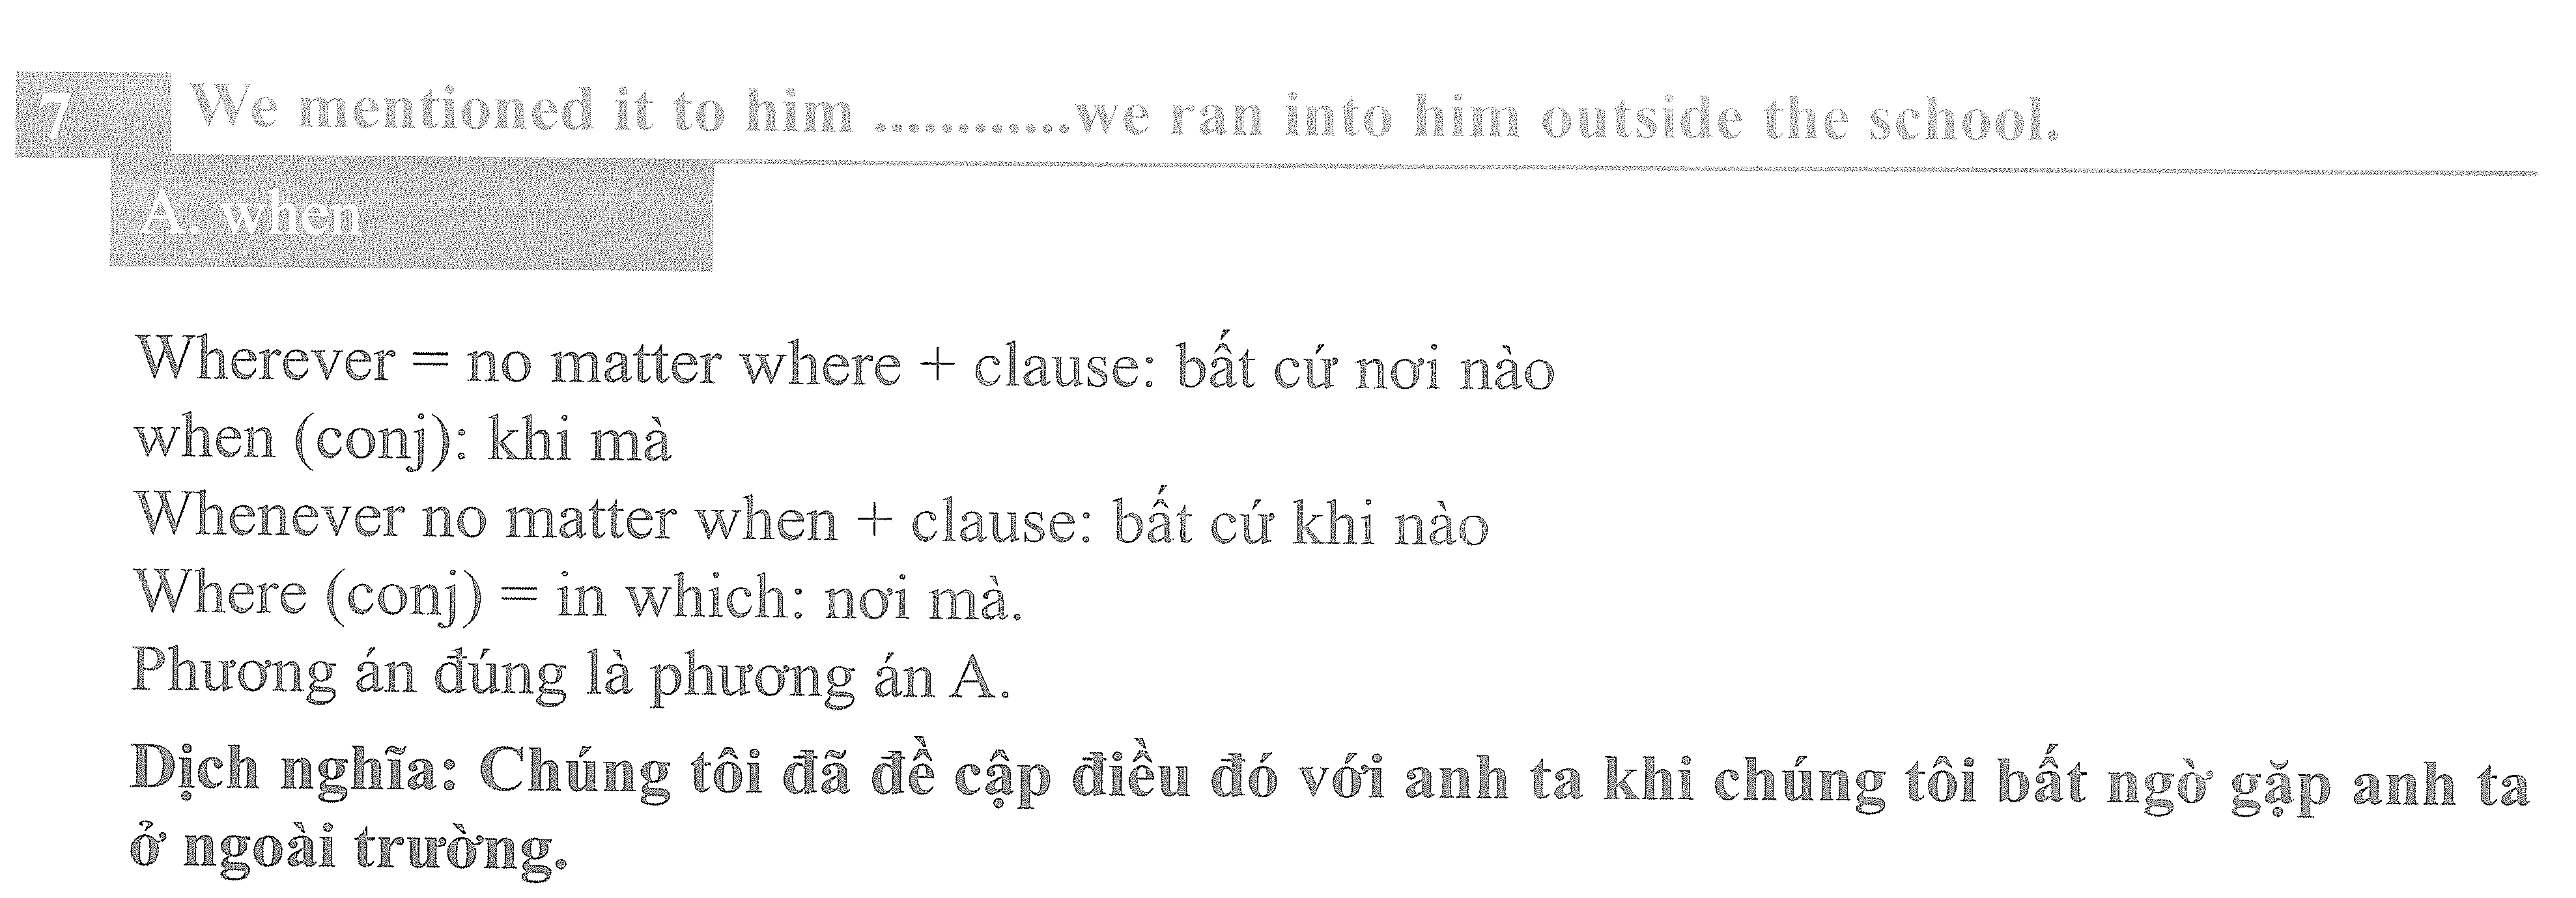 7 We mentioned it to him ............we ran into him outside the school.
A. when
Wherever = no matter where + clause: bất cứ nơi nào
when (conj): khi mà
Whenever no matter when + clause: bất cứ khi nào
Where (conj) = in which: nơi mà.
Phương án đúng là phương án A.
Dịch nghĩa: Chúng tôi đã đề cập điều đó với anh ta khi chúng tôi bất ngờ gặp anh ta
ở ngoài trường.